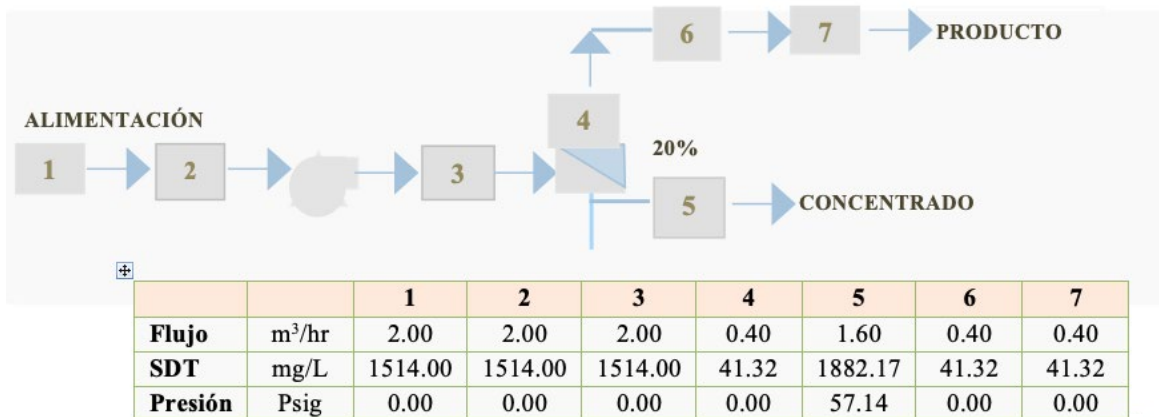 6 7 PRODUCTO
ALIMENTACIÓN
4
20%
1 2 3
5 CONCENTRADO
1 2 3 4 5 6 7
Flujo m³/hr 2.00 2.00 2.00 0.40 1.60 0.40 0.40
SDT mg/L 1514.00 1514.00 1514.00 41.32 1882.17 41.32 41.32
Presión Psig 0.00 0.00 0.00 0.00 57.14 0.00 0.00